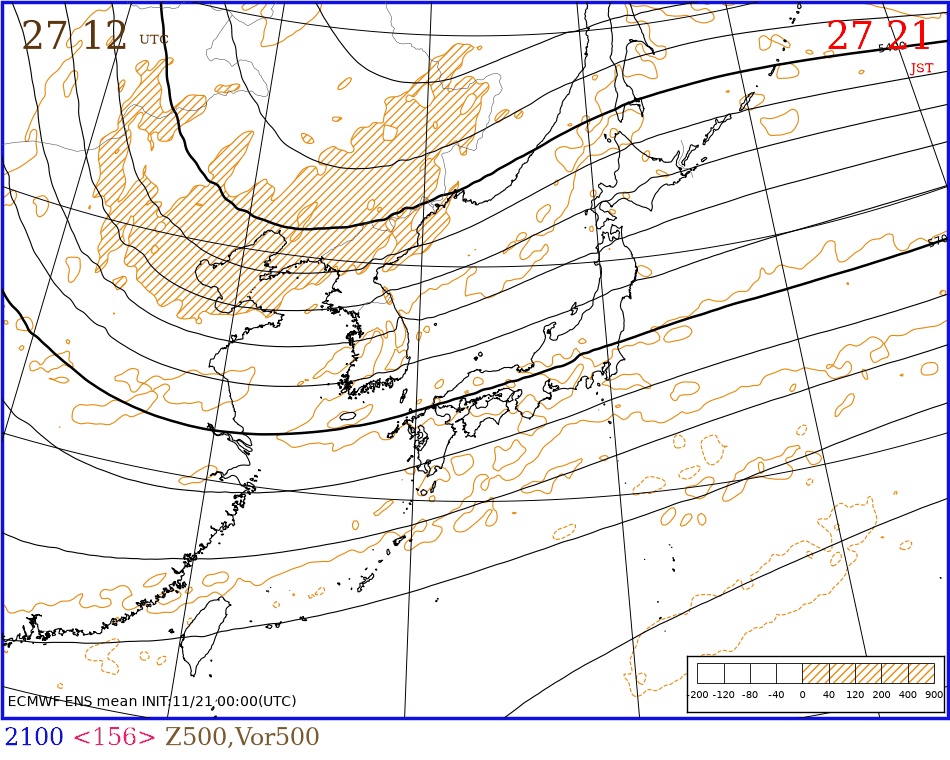 27 12 UTC
27 21
JST
-200 -120 -80 -40 0 40 120 200 400 900
ECMWF ENS mean INIT:11/21 00:00(UTC)
2100 <156> Z500,Vor500